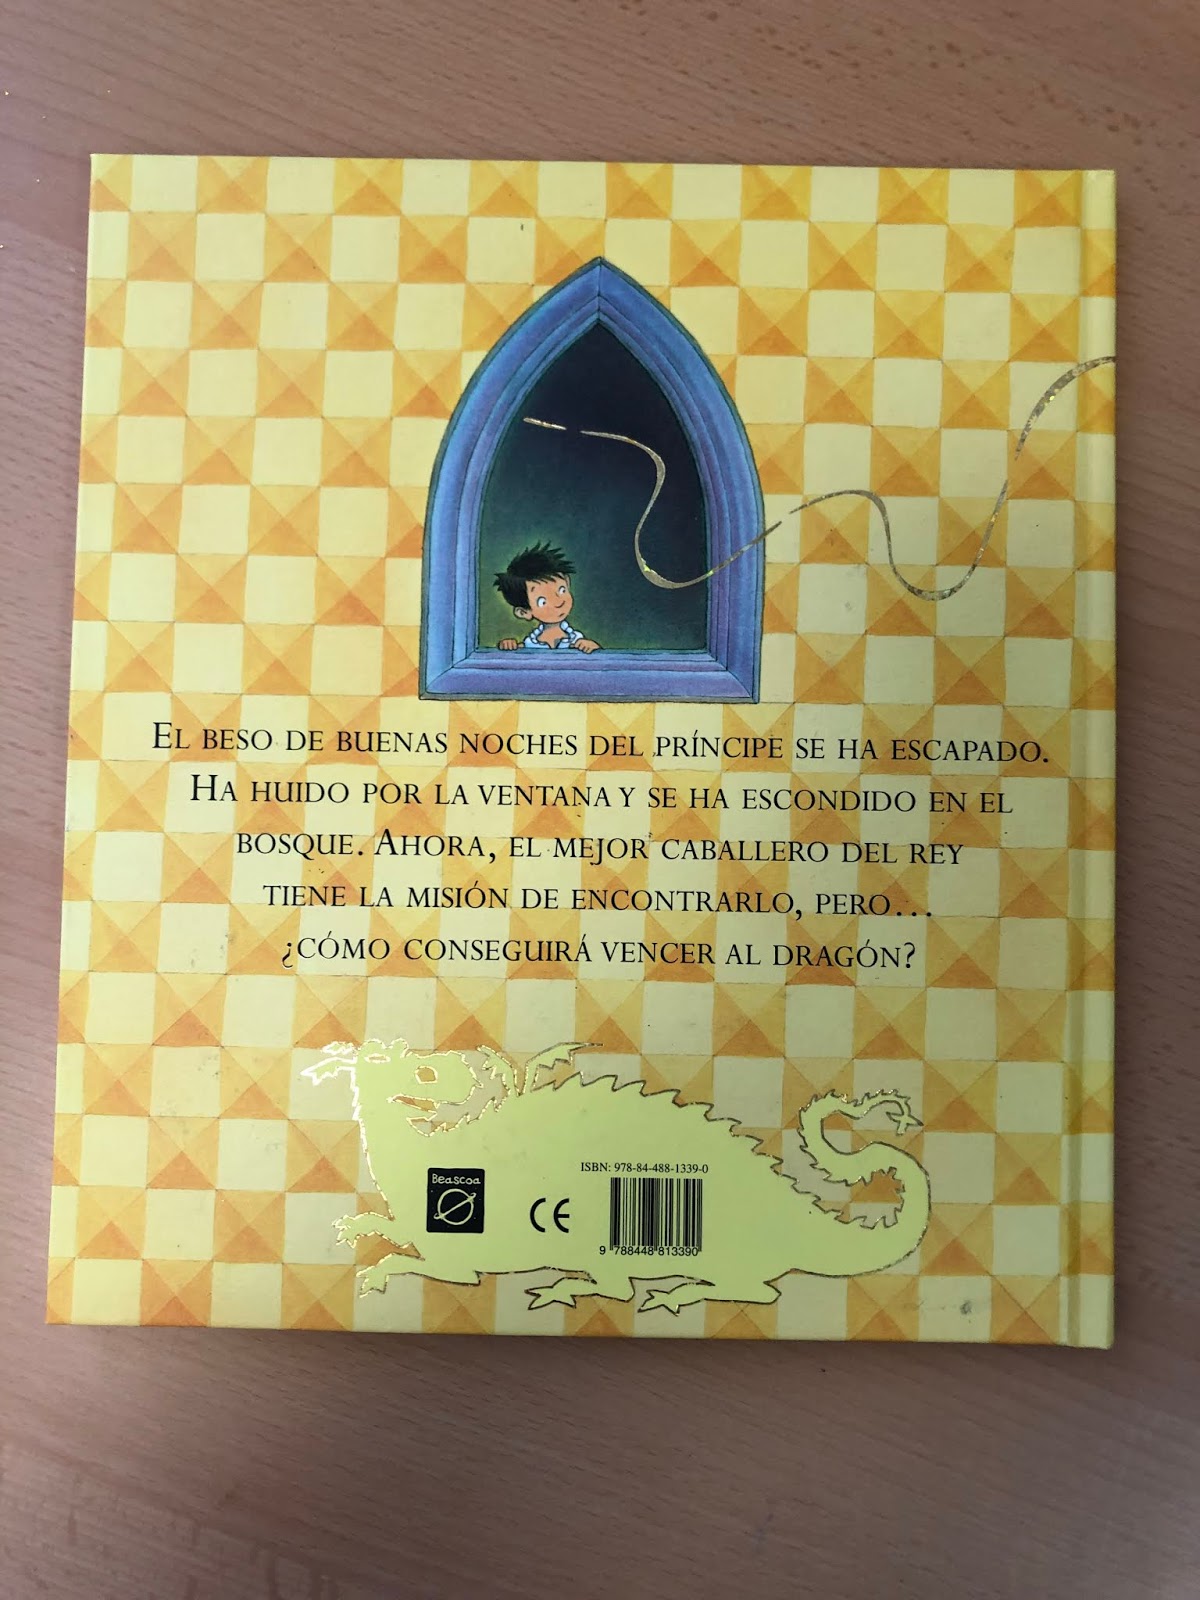 EL BESO DE BUENAS NOCHES DEL PRÍNCIPE SE HA ESCAPADO.
HA HUIDO POR LA VENTANA Y SE HA ESCONDIDO EN EL
BOSQUE. AHORA, EL MEJOR CABALLERO DEL REY
TIENE LA MISIÓN DE ENCONTRARLO, PERO...
¿CÓMO CONSEGUIRÁ VENCER AL DRAGÓN?
ISBN: 978-84-488-1339-0
Beascoa
CE
9 788448 813390